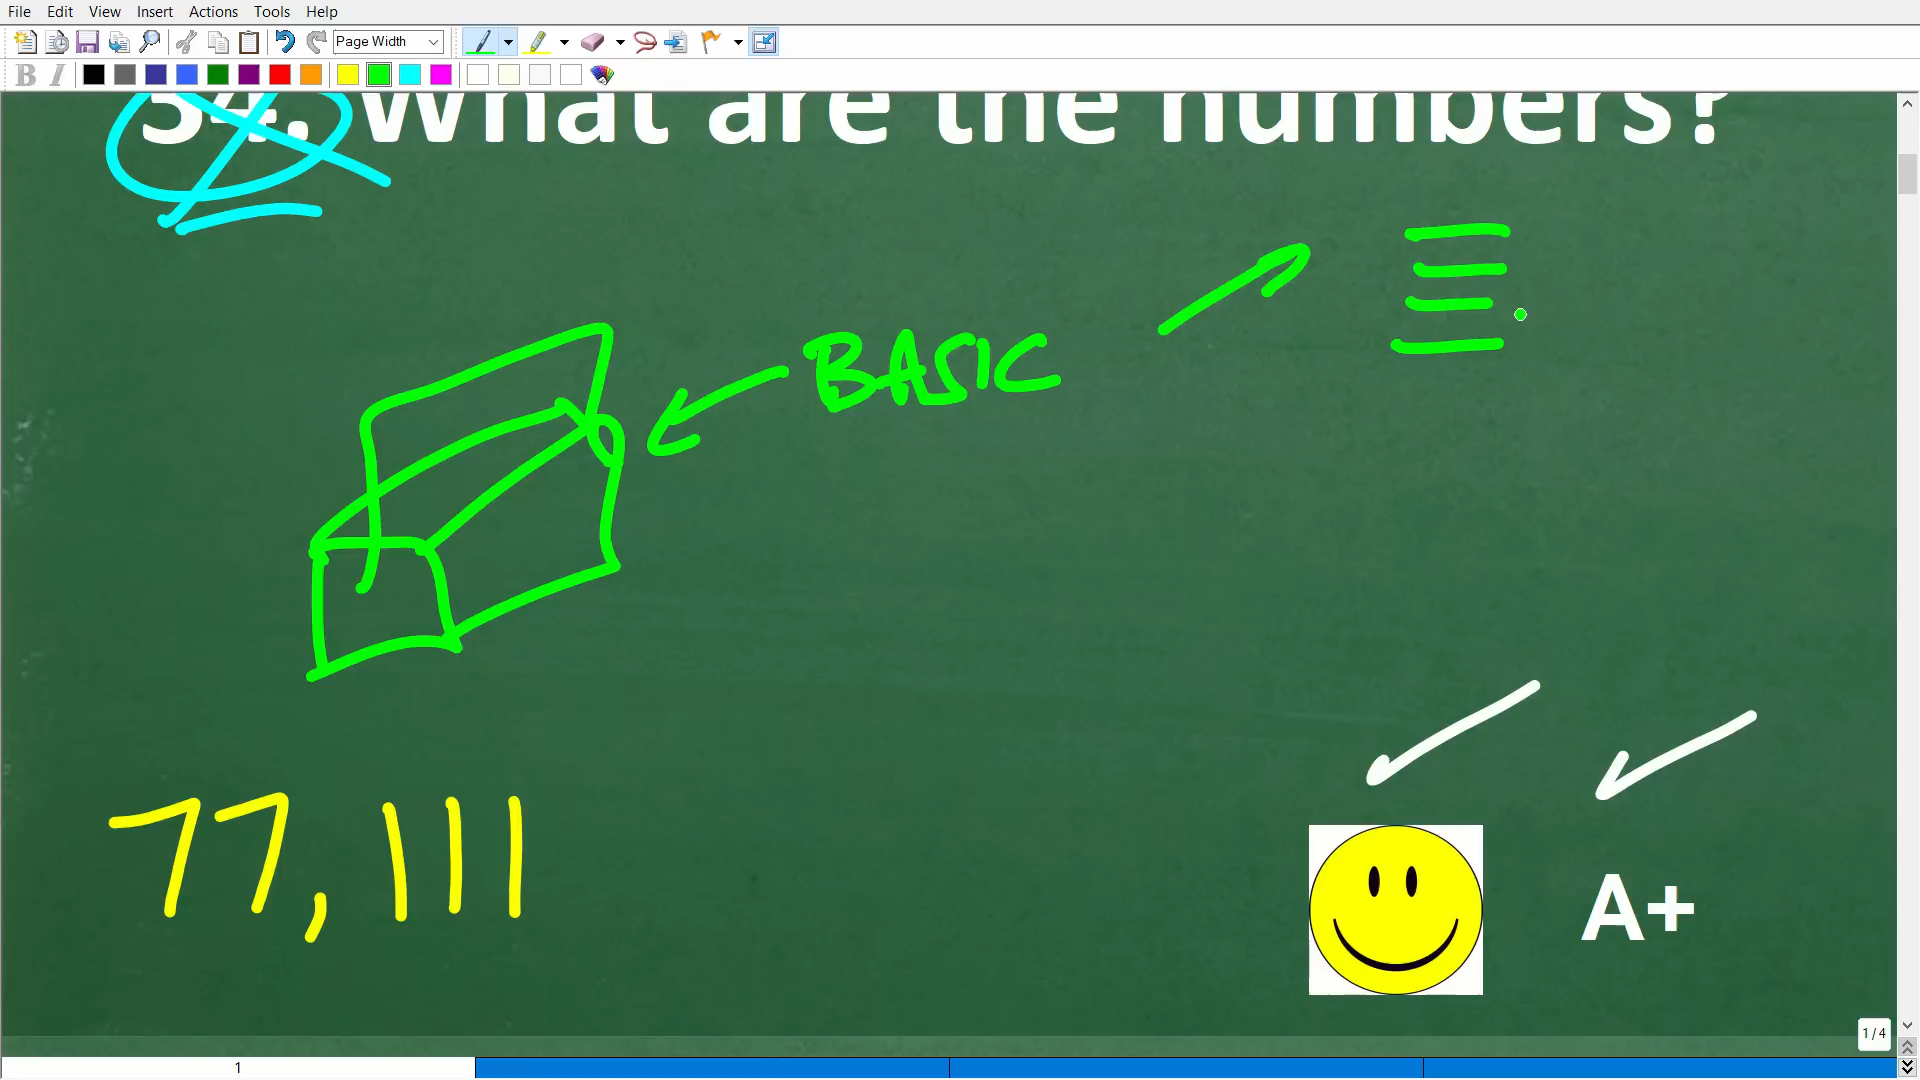 File Edit View Insert Actions Tools Help
Page Width
B I
54. What are the numbers?
BASIC
77,111
A+
1/4
1